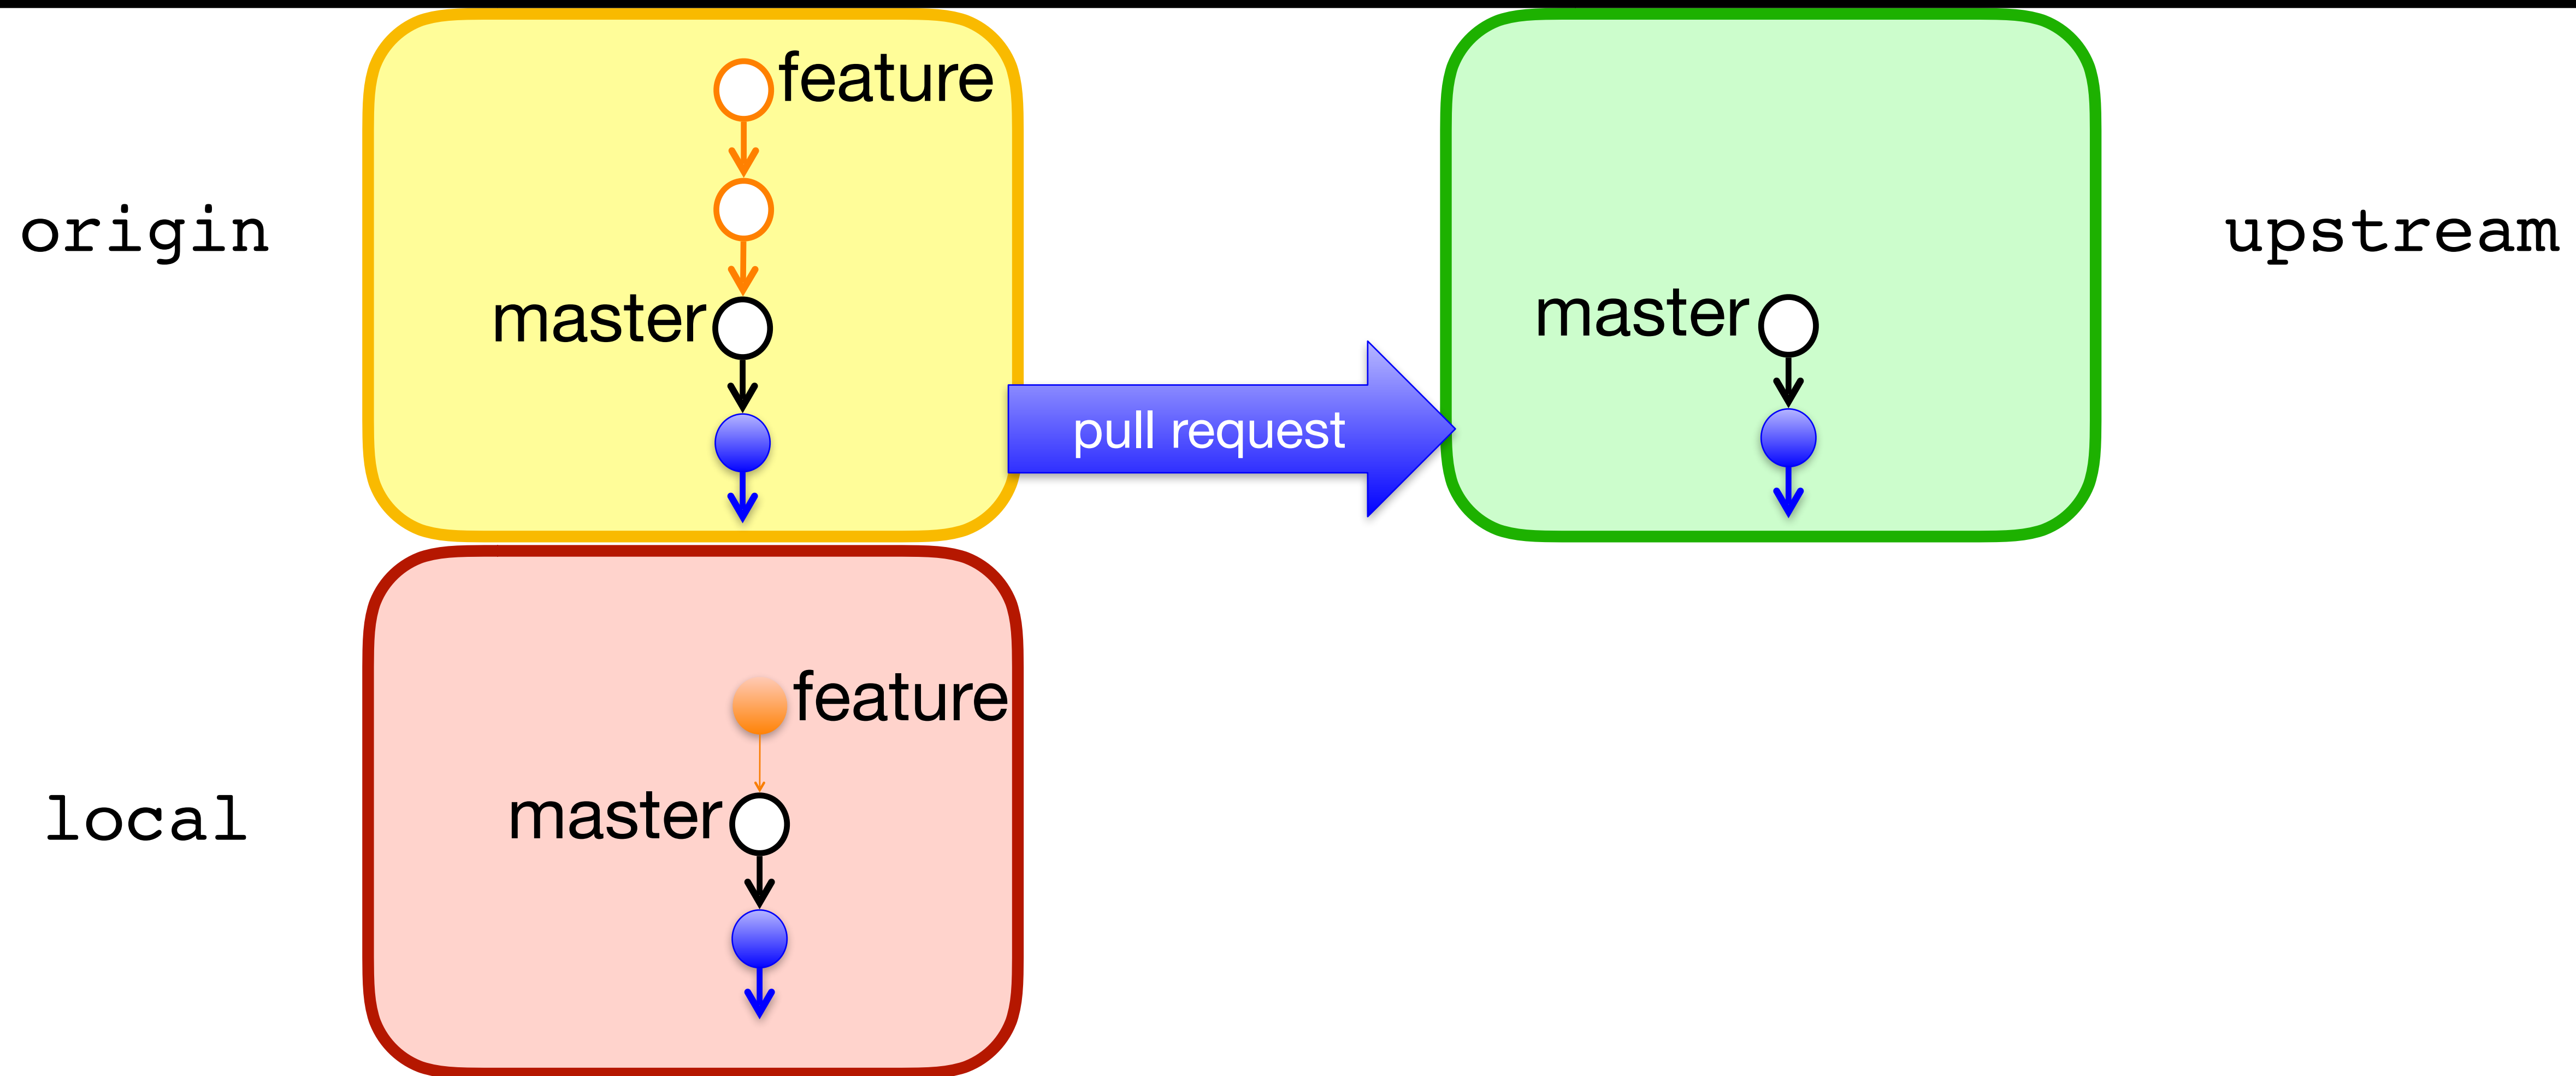 feature
origin
upstream
master
master
pull request
feature
local
master